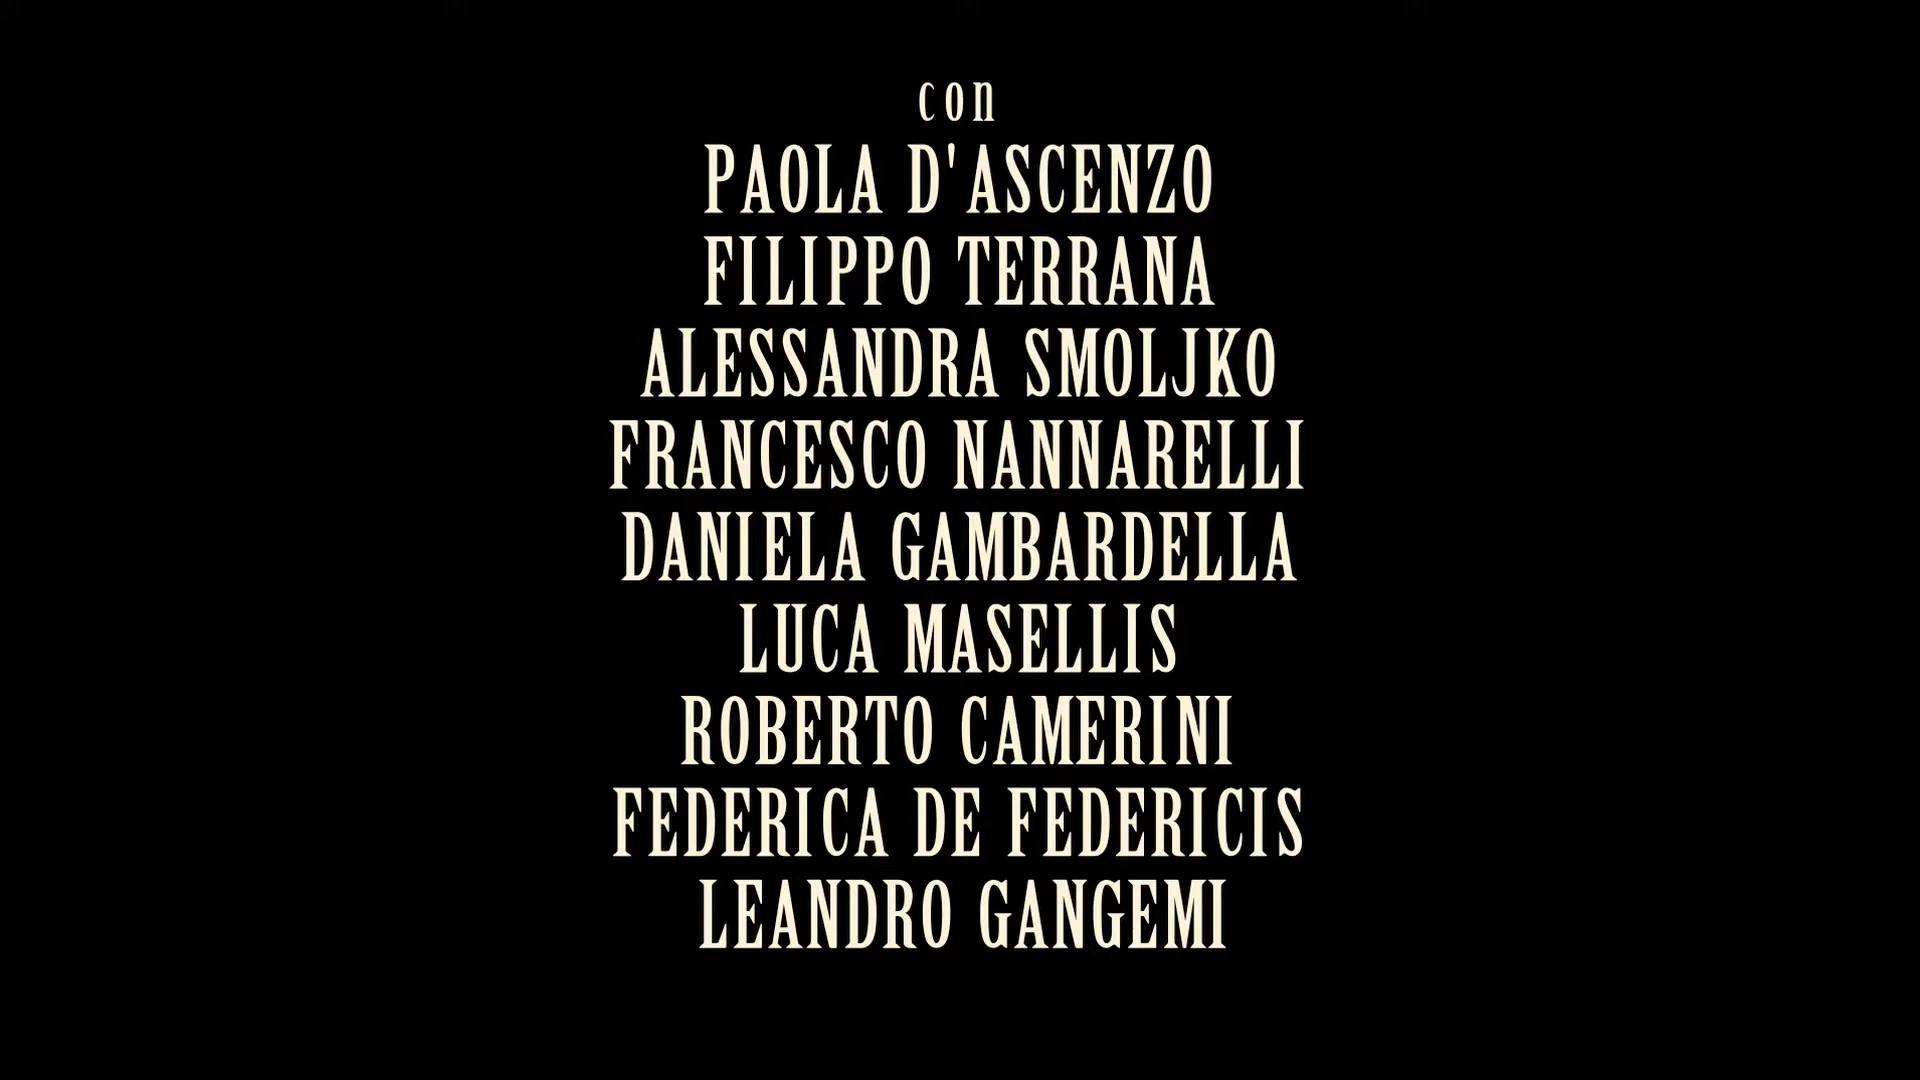 con
PAOLA D'ASCENZO
FILIPPO TERRANA
ALESSANDRA SMOLJKO
FRANCESCO NANNARELLI
DANIELA GAMBARDELLA
LUCA MASELLIS
ROBERTO CAMERINI
FEDERICA DE FEDERICIS
LEANDRO GANGEMI